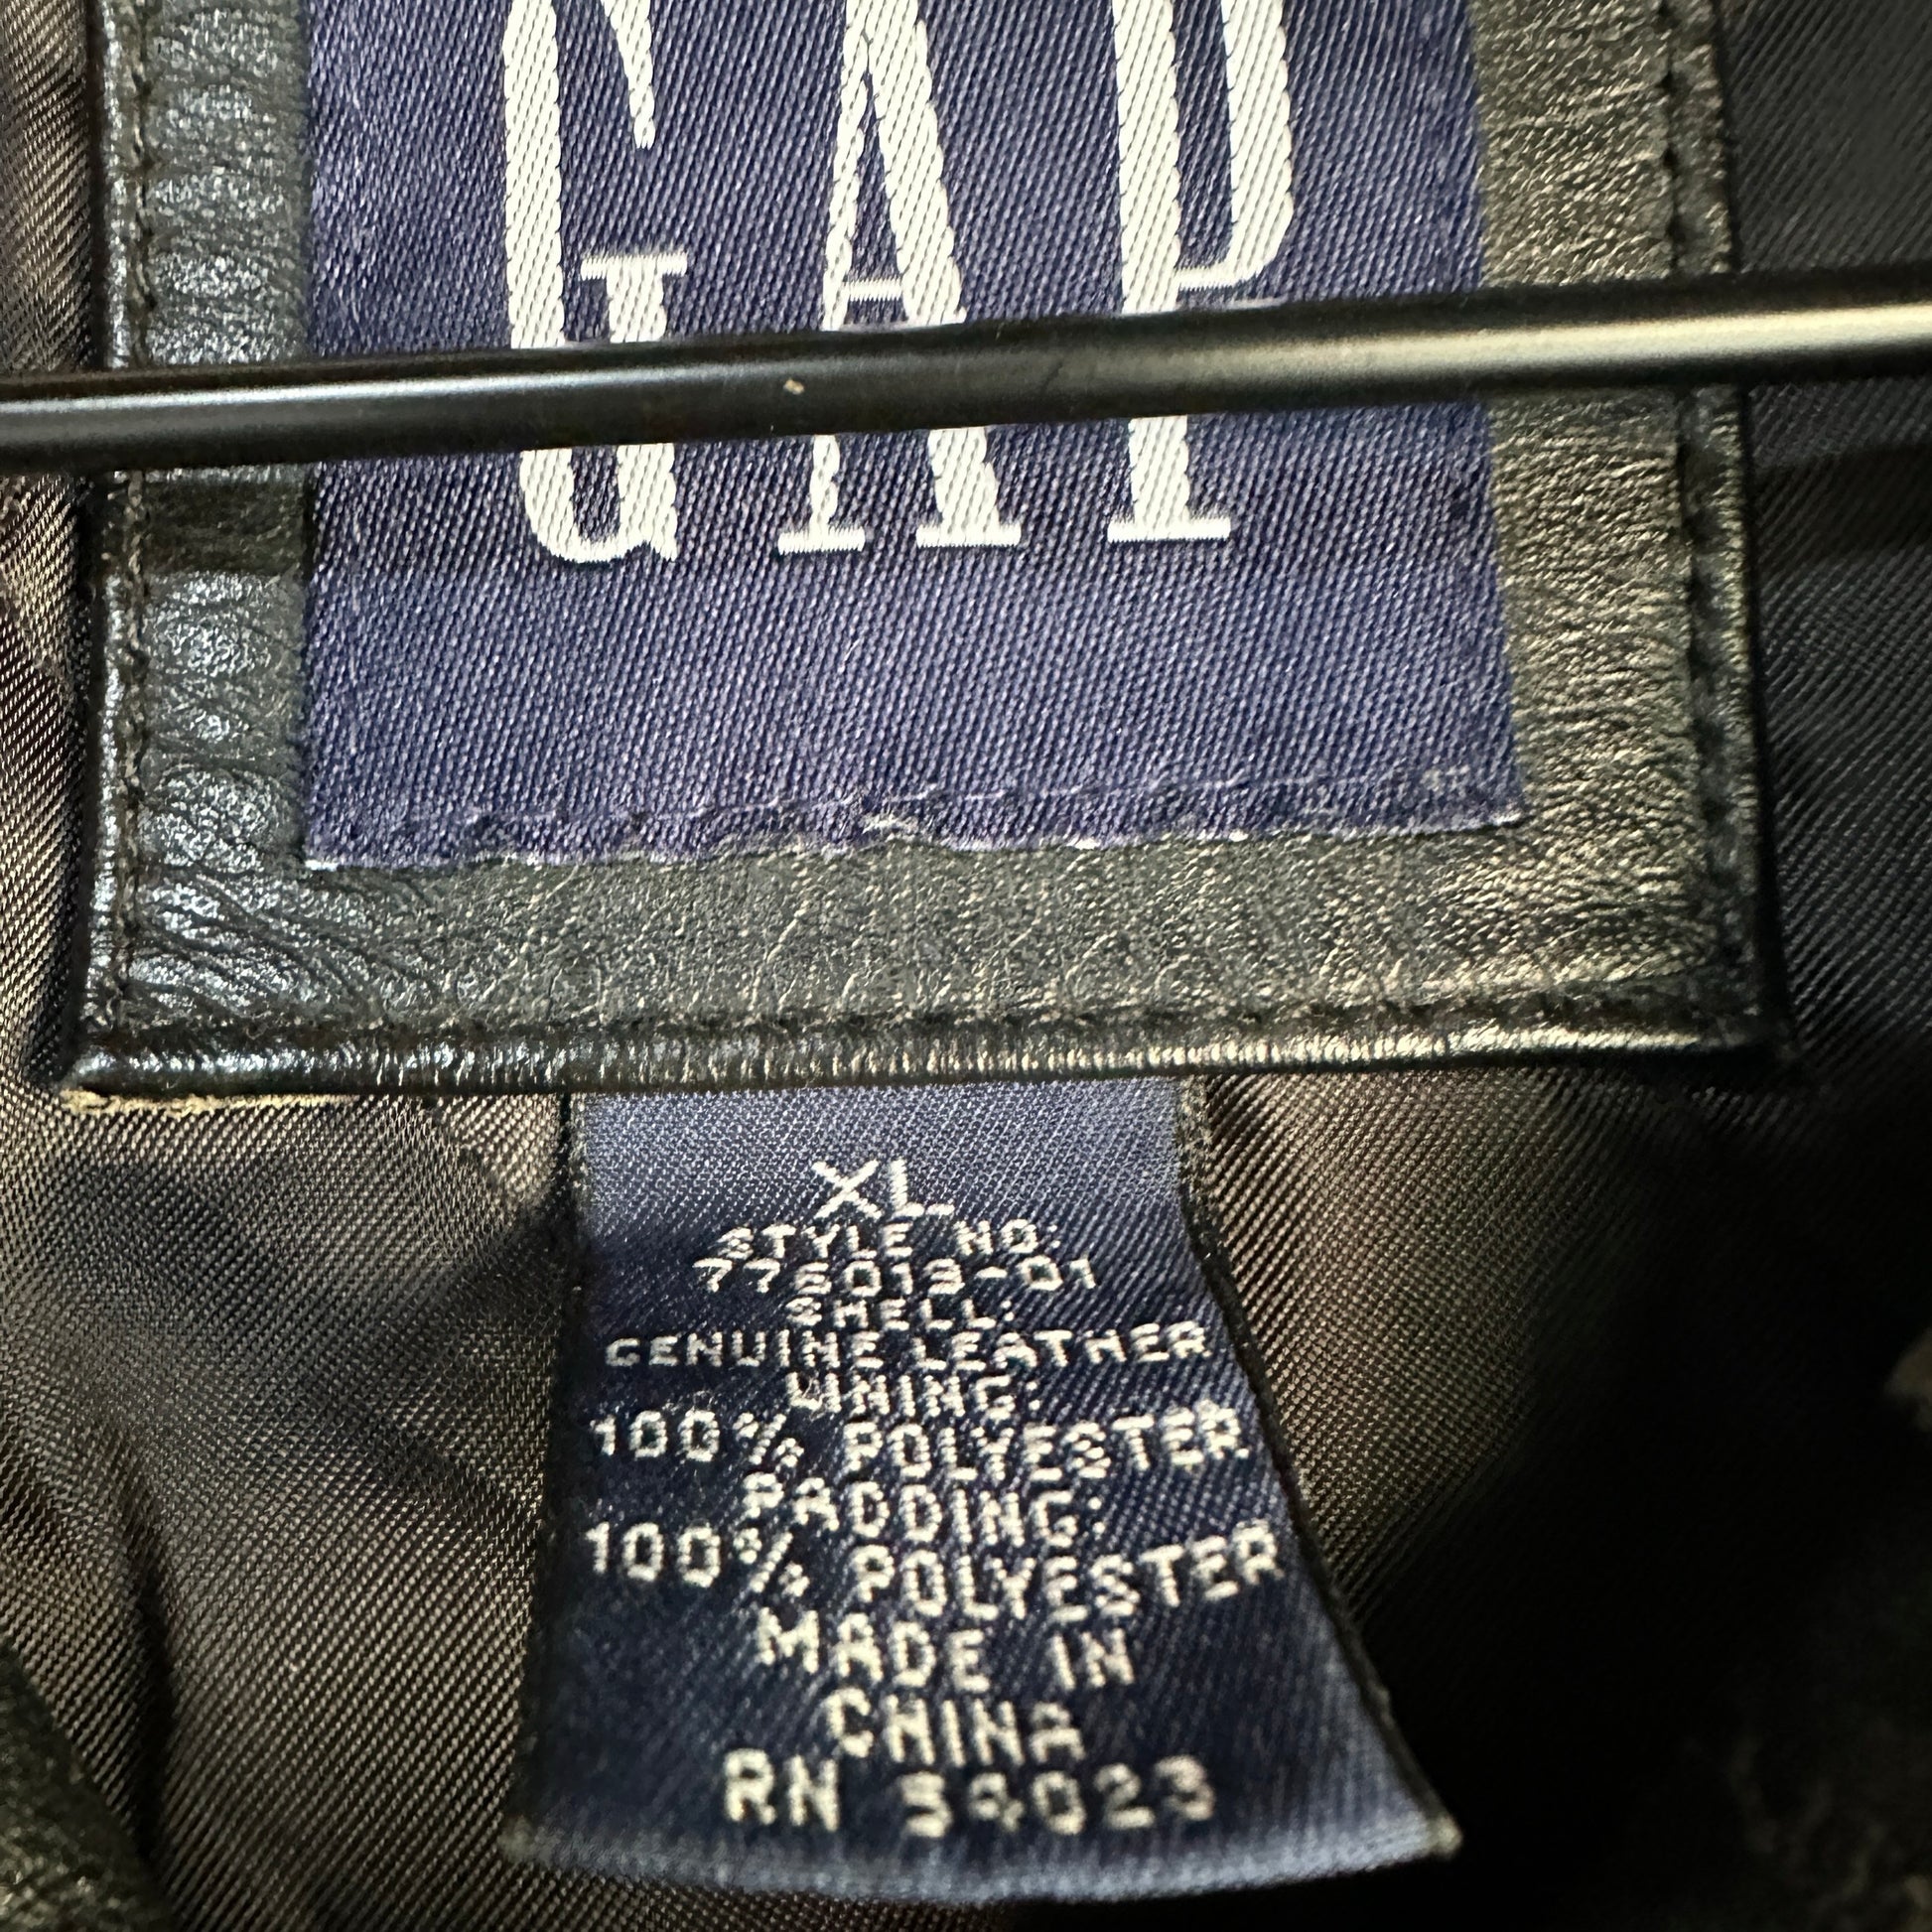 GAP
XL
STYLE NO:
776013-01
SHELL:
GENUINE LEATHER
LINING:
100% POLYESTER
PADDING:
100% POLYESTER
MADE IN
CHINA
RN 54023